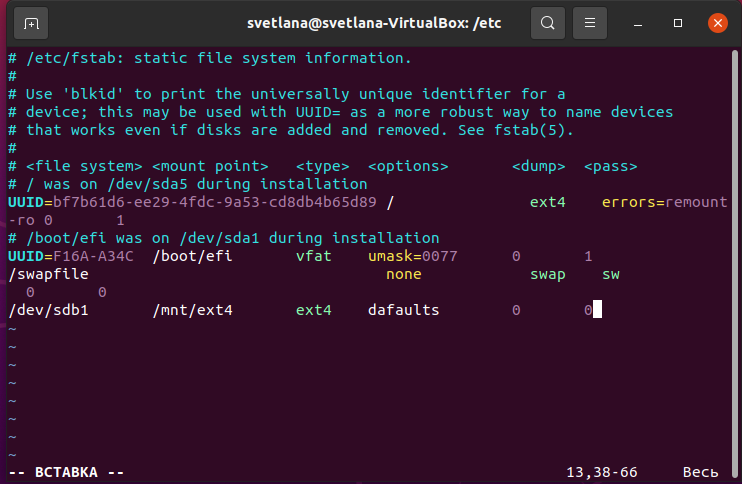 svetlana@svetlana-VirtualBox: /etc
# /etc/fstab: static file system information.
#
# Use 'blkid' to print the universally unique identifier for a
# device; this may be used with UUID= as a more robust way to name devices
# that works even if disks are added and removed. See fstab(5).
#
# <file system> <mount point>   <type>  <options>       <dump>  <pass>
# / was on /dev/sda5 during installation
UUID=bf7b61d6-ee29-4fdc-9a53-cd8db4b65d89 /               ext4    errors=remount
-ro 0       1
# /boot/efi was on /dev/sda1 during installation
UUID=F16A-A34C  /boot/efi       vfat    umask=0077      0       1
/swapfile                                 none            swap    sw
  0       0
/dev/sdb1       /mnt/ext4       ext4    dafaults        0       0
~
~
~
~
~
~
~
~
-- ВСТАВКА --                                                 13,38-66     Весь